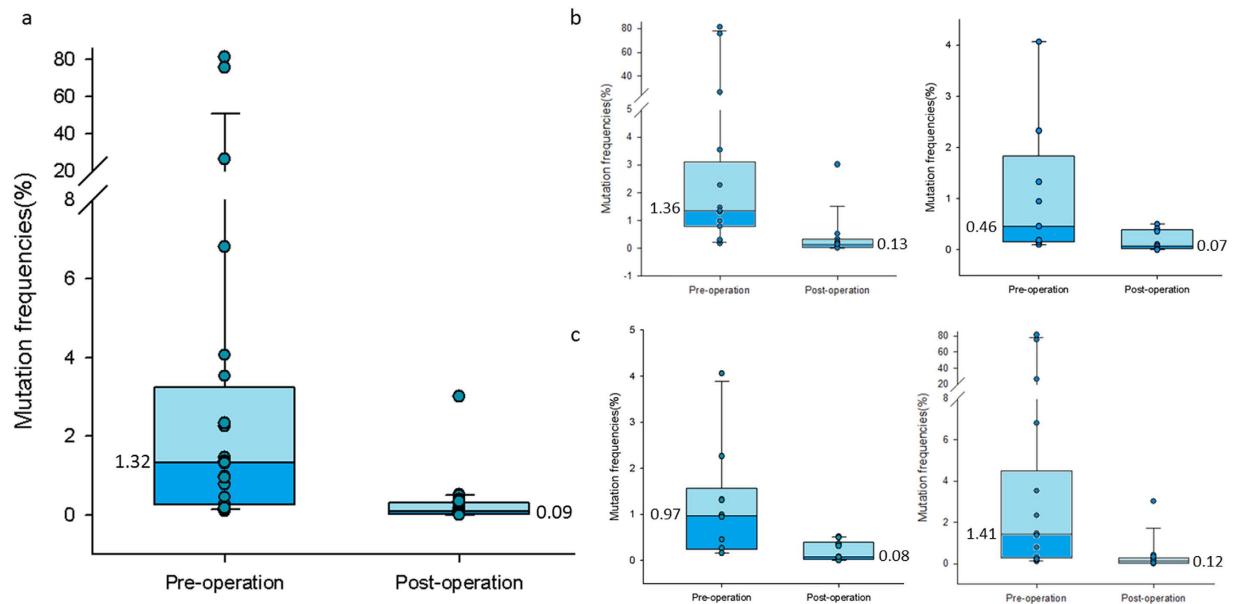 a
Mutation frequencies(%)
80
60
40
20
8
6
4
2
0
1.32
0.09
Pre-operation
Post-operation
b
Mutation frequencies(%)
80
60
40
5
4
3
2
1
0
-1
1.36
0.13
Pre-operation
Post-operation
Mutation frequencies(%)
4
3
2
1
0
0.46
0.07
Pre-operation
Post-operation
c
Mutation frequencies(%)
5
4
3
2
1
0
0.97
0.08
Pre-operation
Post-operation
Mutation frequencies(%)
80
60
40
20
8
6
4
2
0
1.41
0.12
Pre-operation
Post-operation